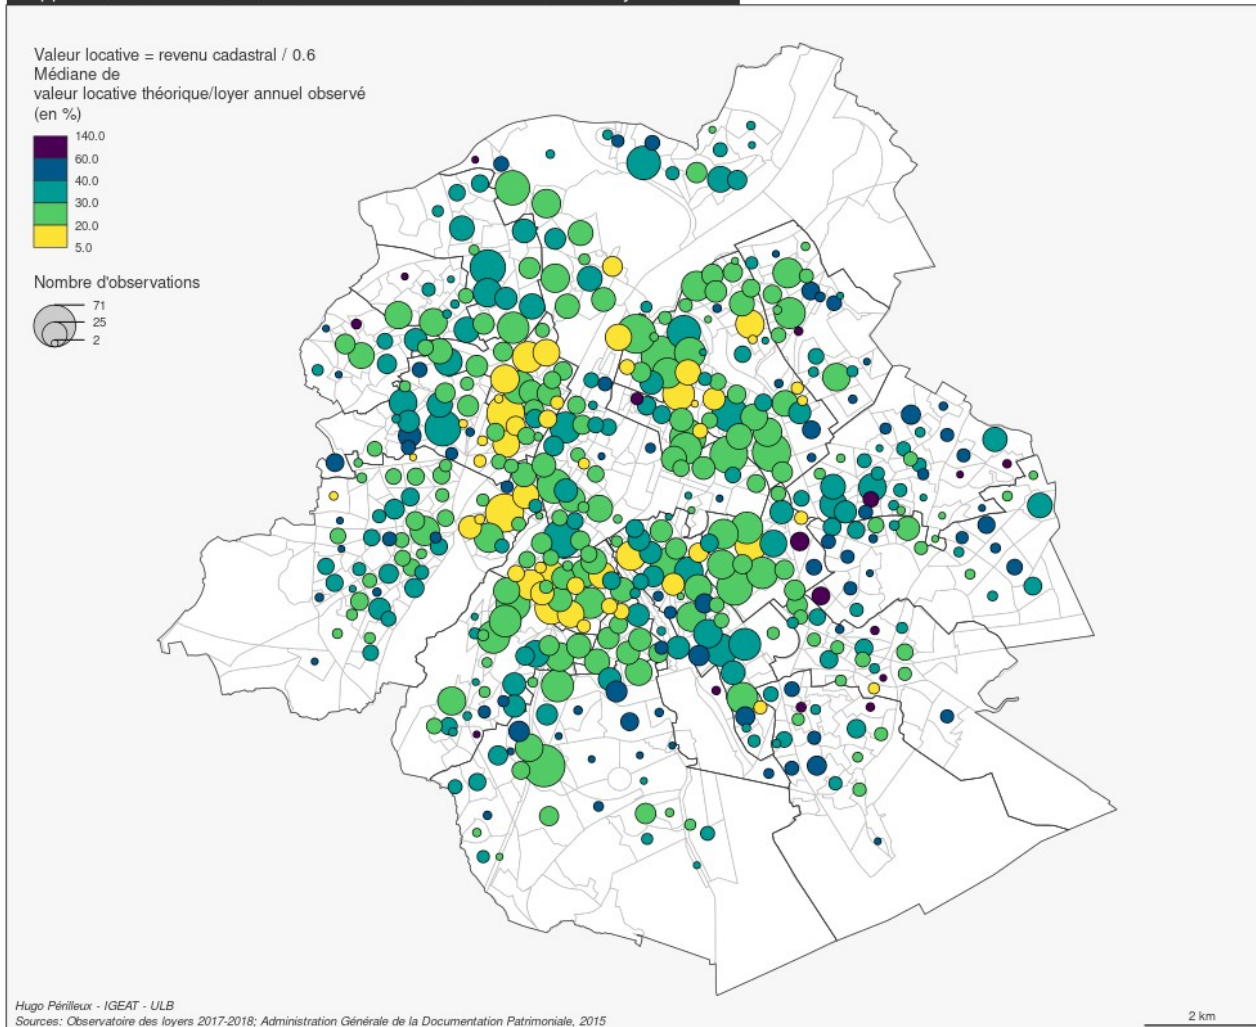 Valeur locative = revenu cadastral / 0.6
Médiane de
valeur locative théorique/loyer annuel observé
(en %)
140.0
60.0
40.0
30.0
20.0
5.0
Nombre d'observations
71
25
2
Hugo Périlleux - IGEAT - ULB
Sources: Observatoire des loyers 2017-2018; Administration Générale de la Documentation Patrimoniale, 2015
2 km